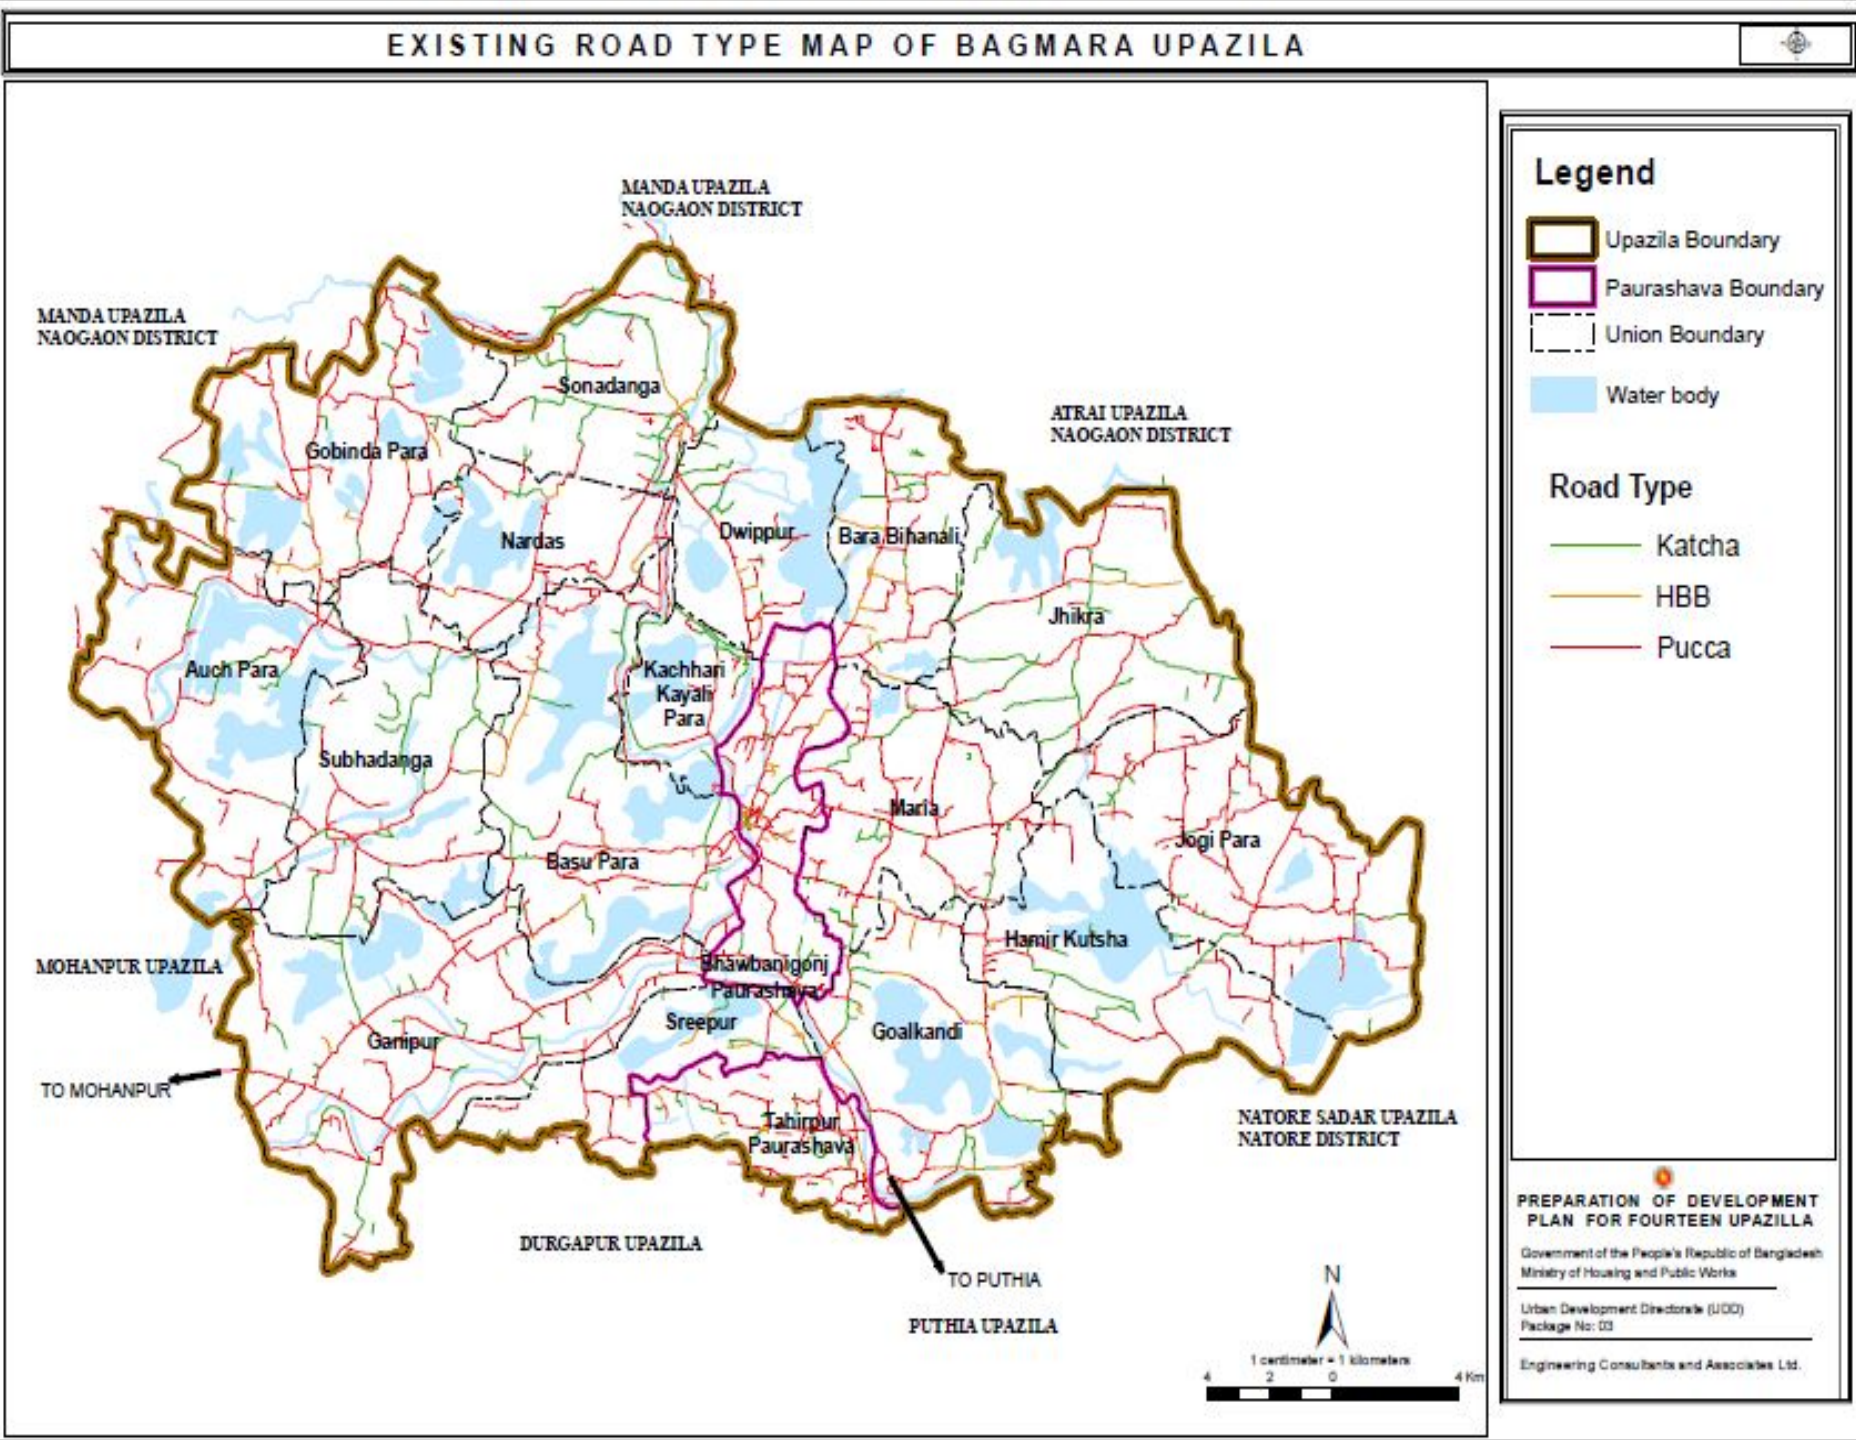 EXISTING ROAD TYPE MAP OF BAGMARA UPAZILA
MANDA UPAZILA
NAOGAON DISTRICT
MANDA UPAZILA
NAOGAON DISTRICT
ATRAI UPAZILA
NAOGAON DISTRICT
Sonadanga
Gobinda Para
Nardas
Dwippur
Bara Bihanali
Jhikra
Auch Para
Kachhari
Kayali
Para
Subhadanga
Maria
Jogi Para
Basu Para
Hamir Kutsha
MOHANPUR UPAZILA
Bhawbanigonj
Paurashava
Sreepur
Goalkandi
Ganipur
TO MOHANPUR
Tahirpur
Paurashava
NATORE SADAR UPAZILA
NATORE DISTRICT
DURGAPUR UPAZILA
TO PUTHIA
PUTHIA UPAZILA
N
1 centimeter = 1 kilometers
4 2 0 4 Km
Legend
Upazila Boundary
Paurashava Boundary
Union Boundary
Water body
Road Type
Katcha
HBB
Pucca
PREPARATION OF DEVELOPMENT
PLAN FOR FOURTEEN UPAZILLA
Government of the People's Republic of Bangladesh
Ministry of Housing and Public Works
Urban Development Directorate (UDD)
Package No: 03
Engineering Consultants and Associates Ltd.